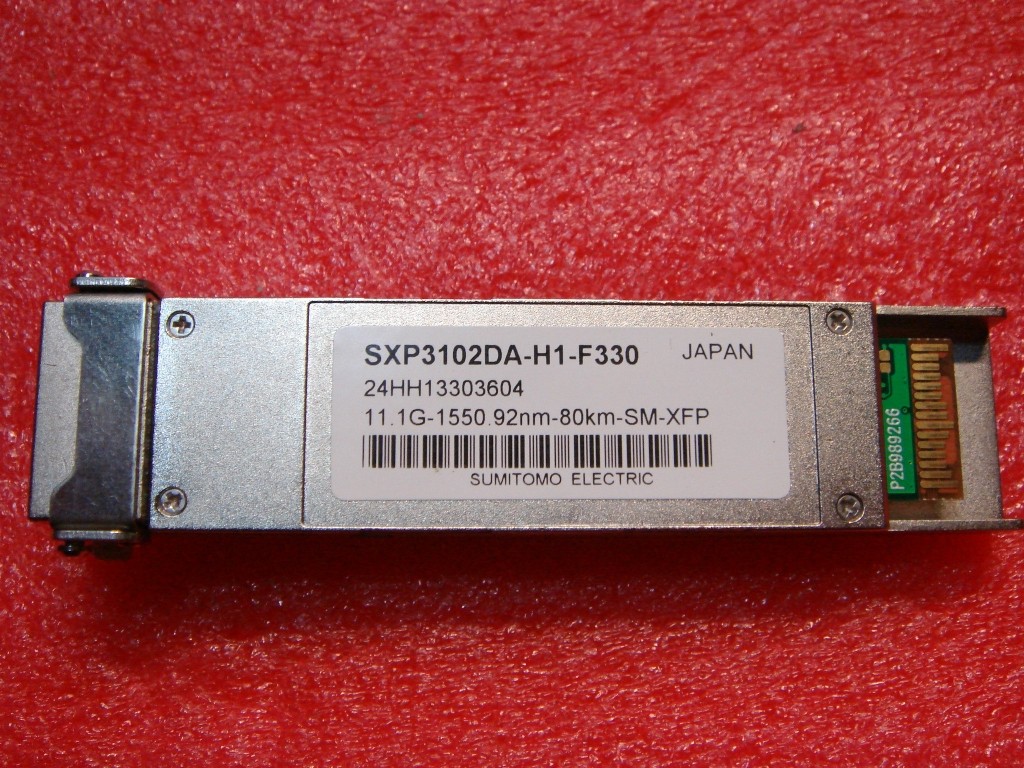 SXP3102DA-H1-F330 JAPAN
24HH13303604
11.1G-1550.92nm-80km-SM-XFP
SUMITOMO ELECTRIC
P2B989266